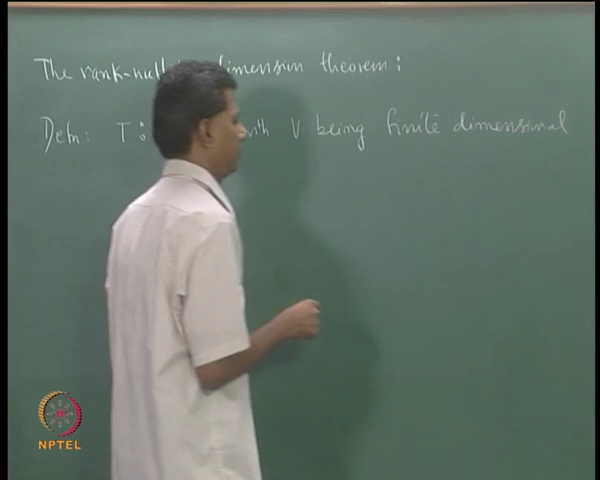 The rank-null dimension theorem :
Defn: T : with V being finite dimensional
NPTEL